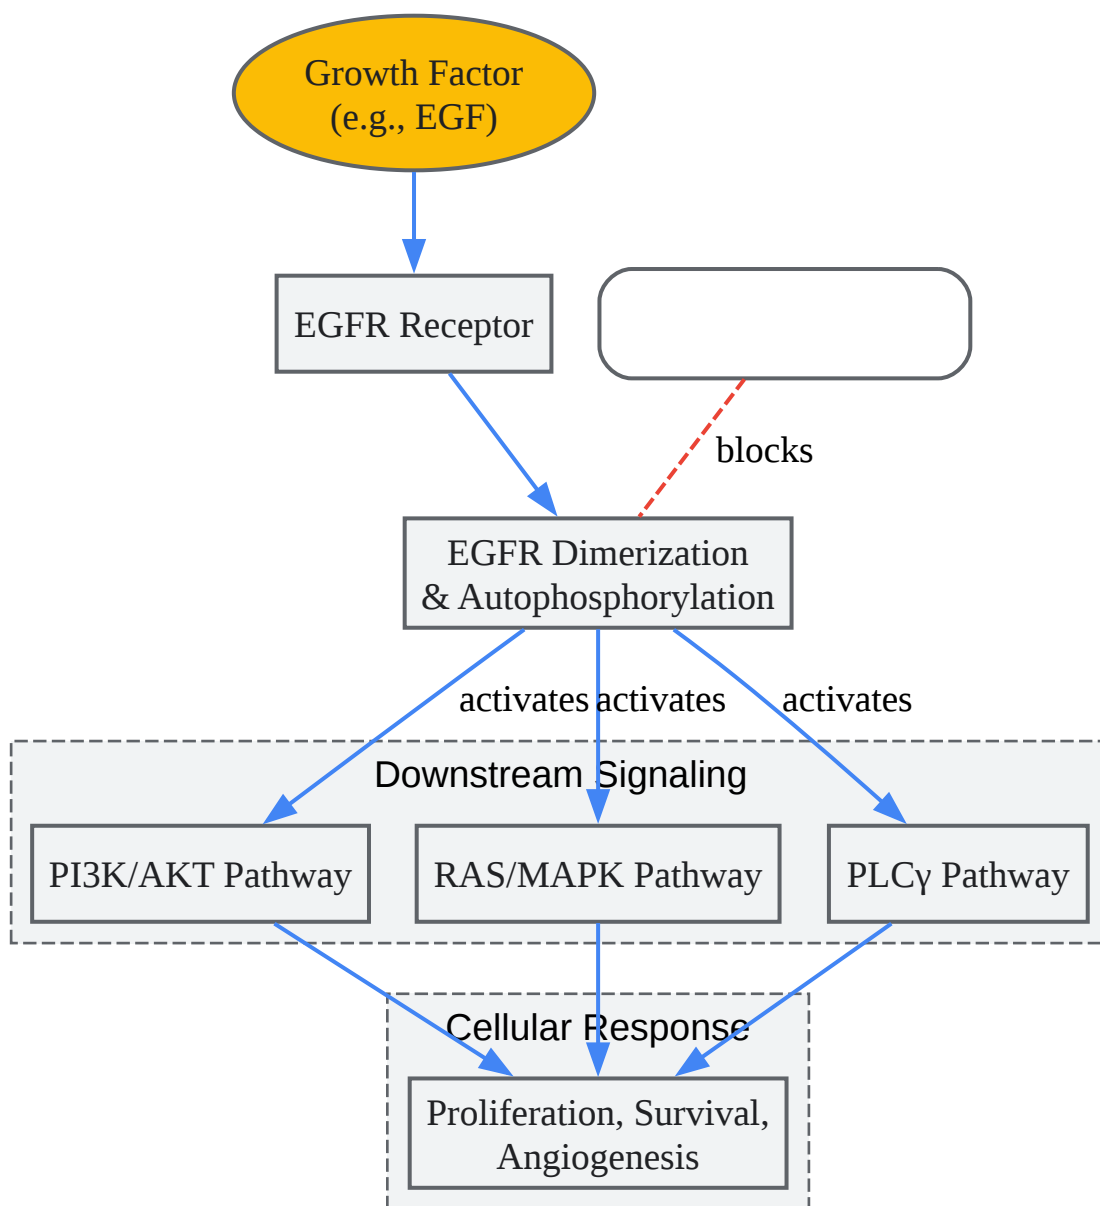 Growth Factor
(e.g., EGF)
EGFR Receptor
blocks
EGFR Dimerization
& Autophosphorylation
activates
activates
activates
Downstream Signaling
PI3K/AKT Pathway
RAS/MAPK Pathway
PLCγ Pathway
Cellular Response
Proliferation, Survival,
Angiogenesis